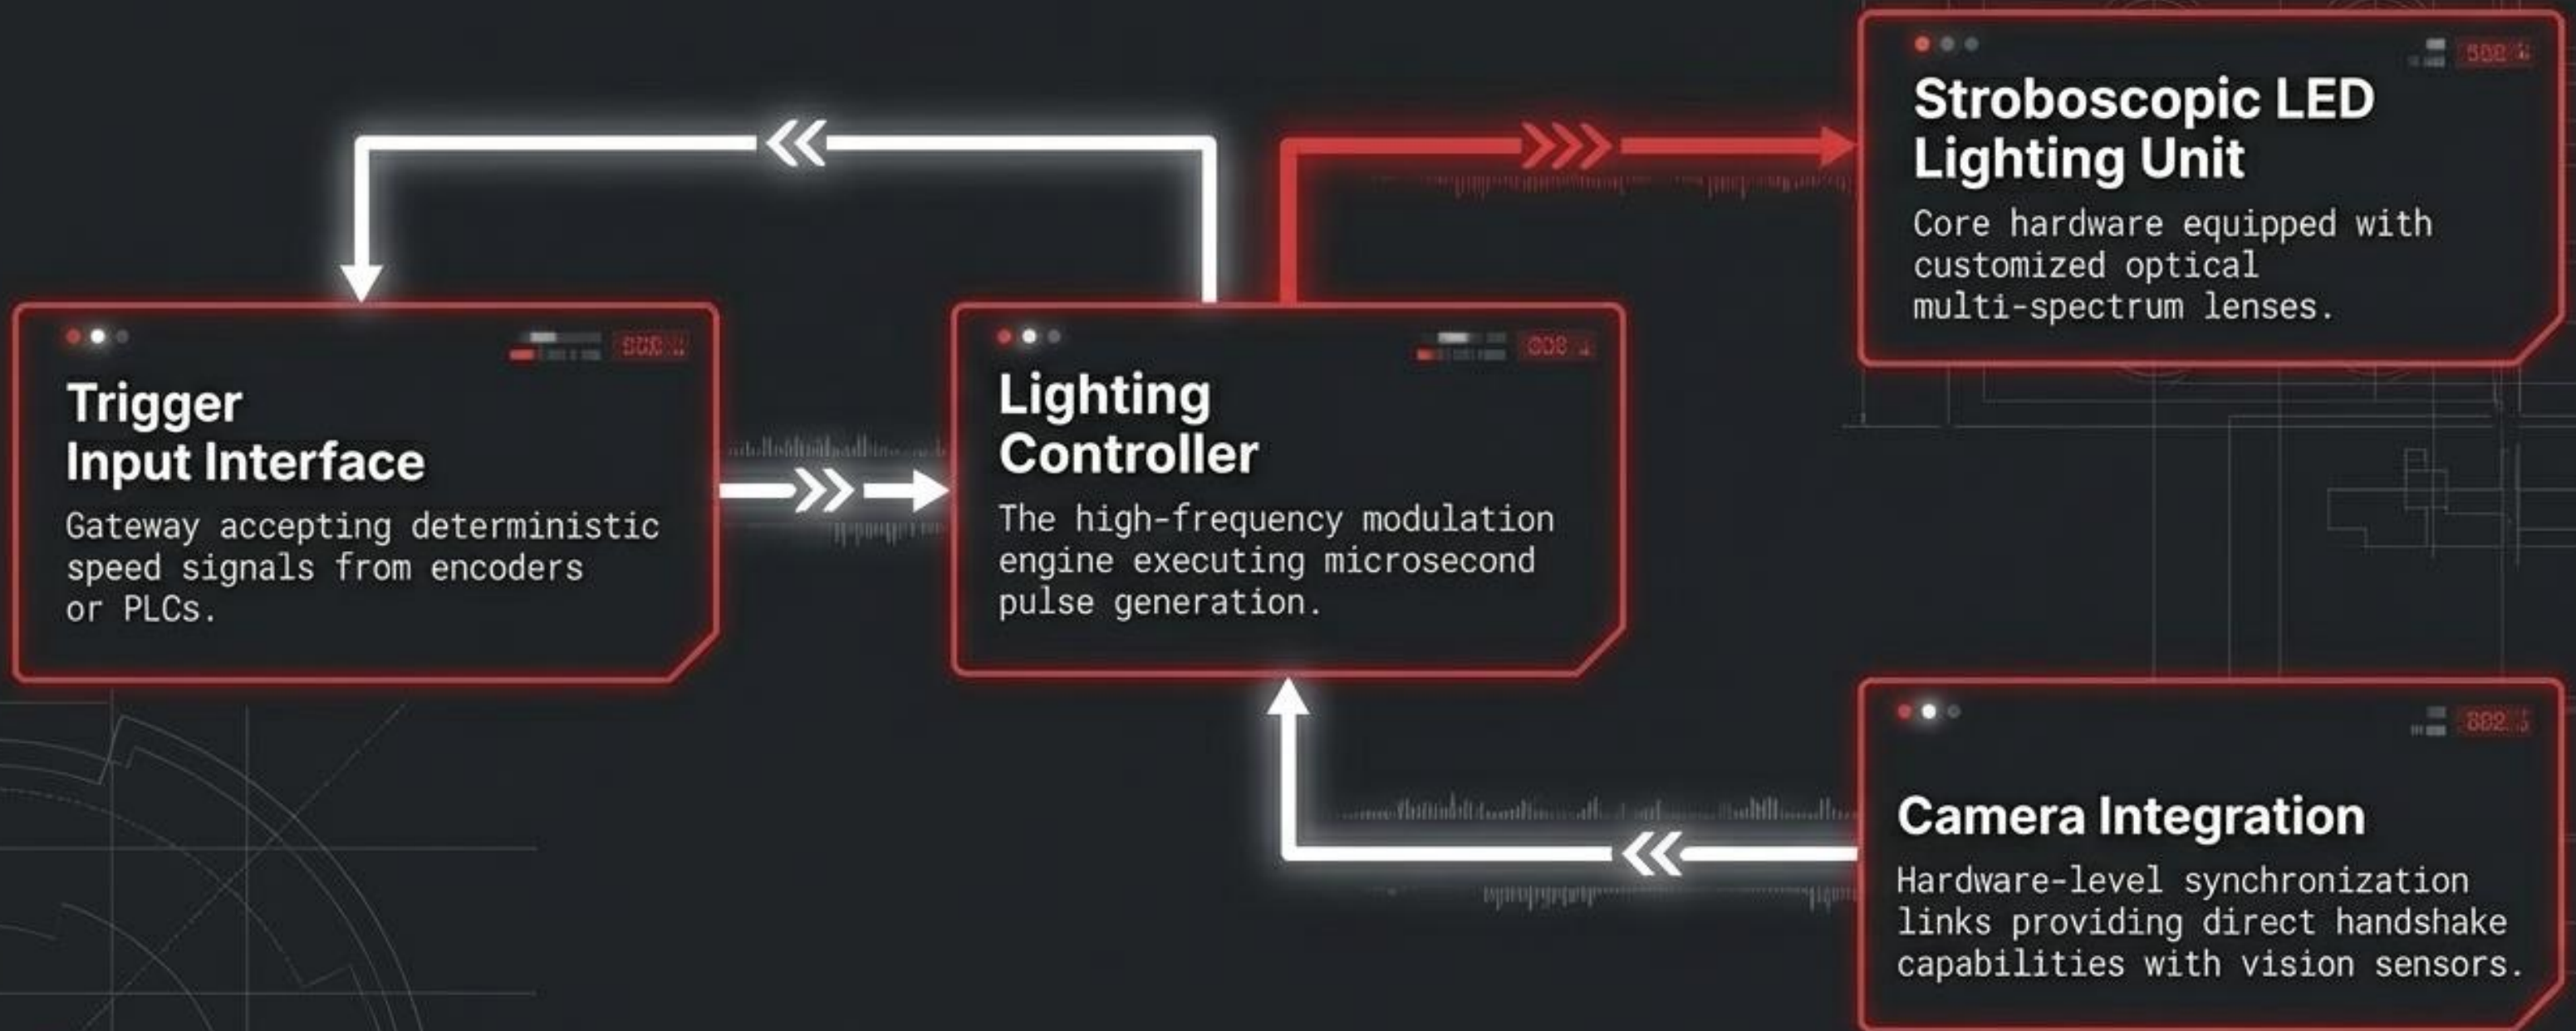 Trigger
Input Interface
Gateway accepting deterministic
speed signals from encoders
or PLCs.
Lighting
Controller
The high-frequency modulation
engine executing microsecond
pulse generation.
Stroboscopic LED
Lighting Unit
Core hardware equipped with
customized optical
multi-spectrum lenses.
Camera Integration
Hardware-level synchronization
links providing direct handshake
capabilities with vision sensors.